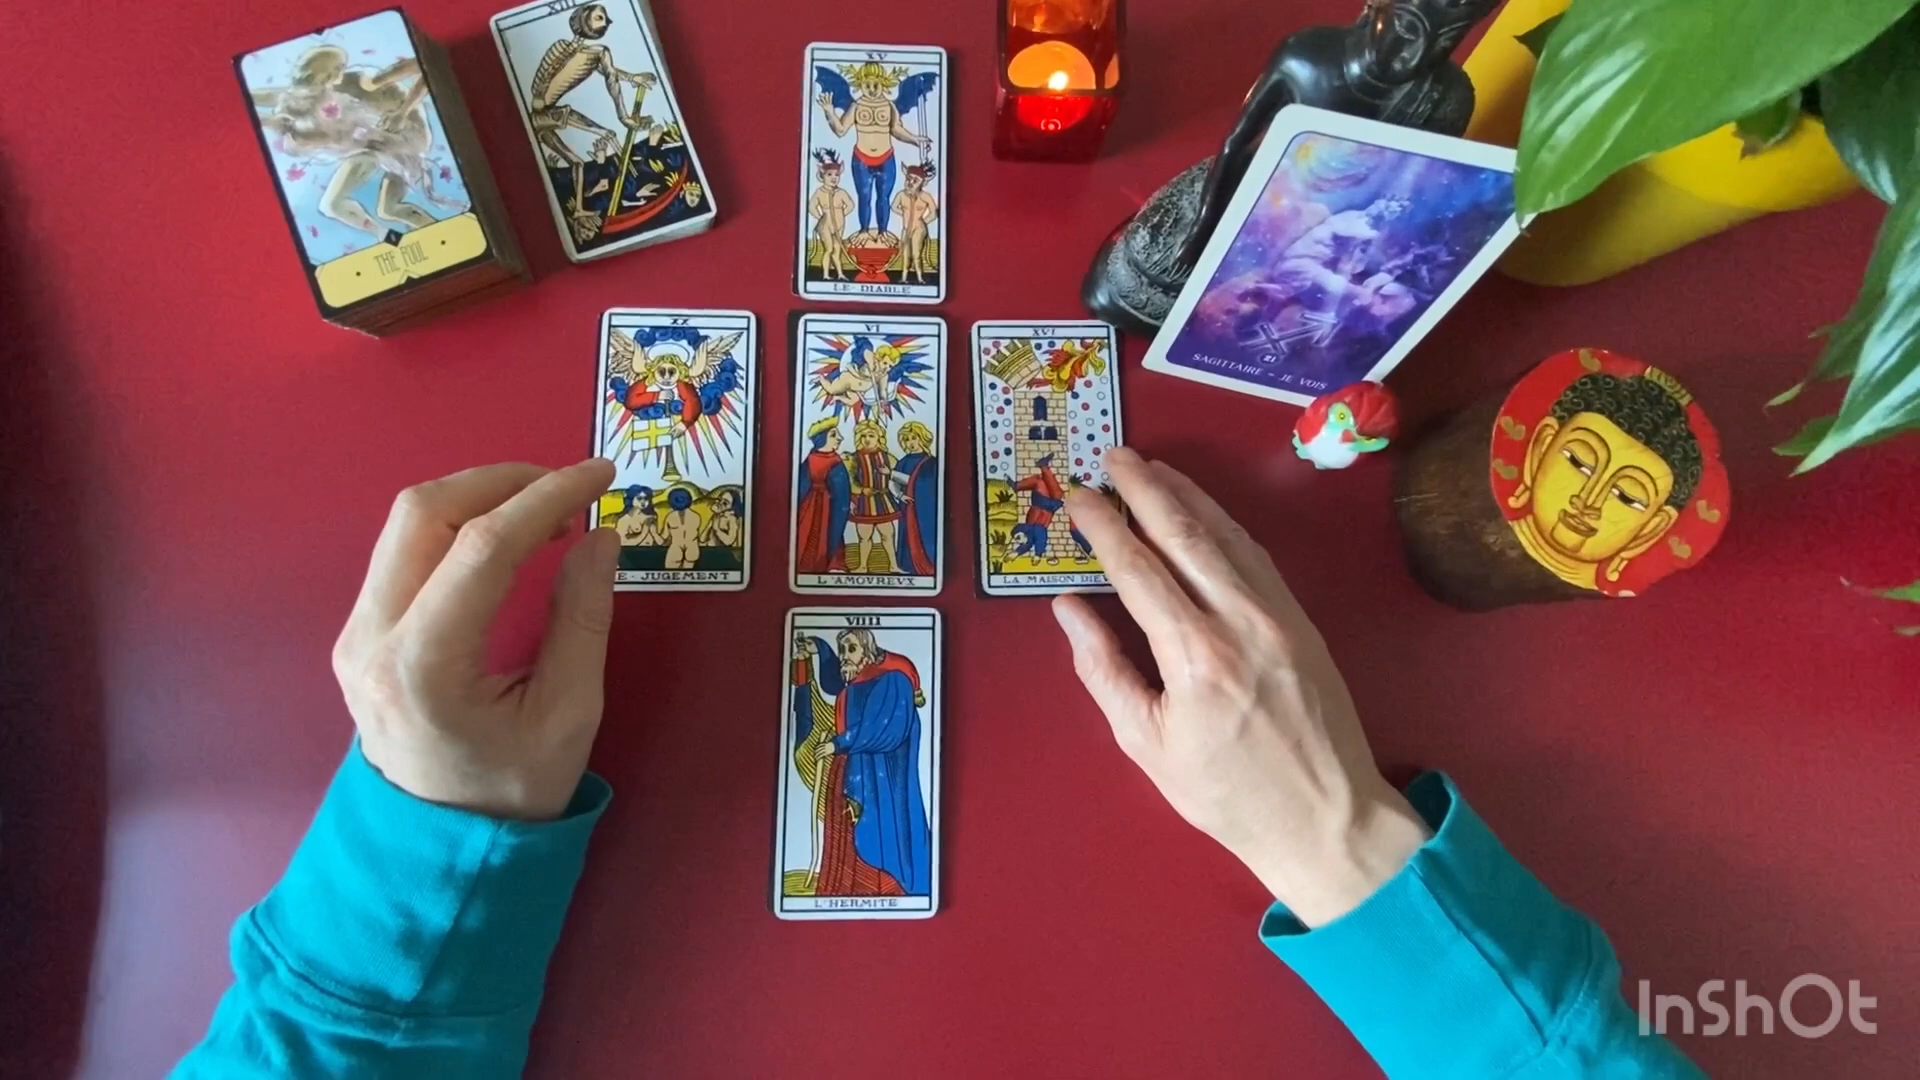 XIII
THE FOOL
XV
LE·DIABLE
XX
E·JUGEMENT
VI
L'AMOVREVX
XVI
LA MAISON DIEV
VIIII
L'HERMITE
21
SAGITTAIRE - JE VOIS
InShOt